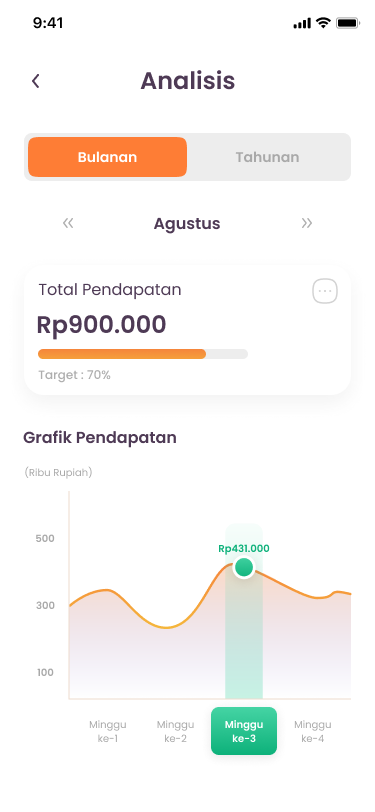 9:41
Analisis
Bulanan Tahunan
Agustus
Total Pendapatan
Rp900.000
Target : 70%
Grafik Pendapatan
(Ribu Rupiah)
500
Rp431.000
300
100
Minggu ke-1
Minggu ke-2
Minggu ke-3
Minggu ke-4